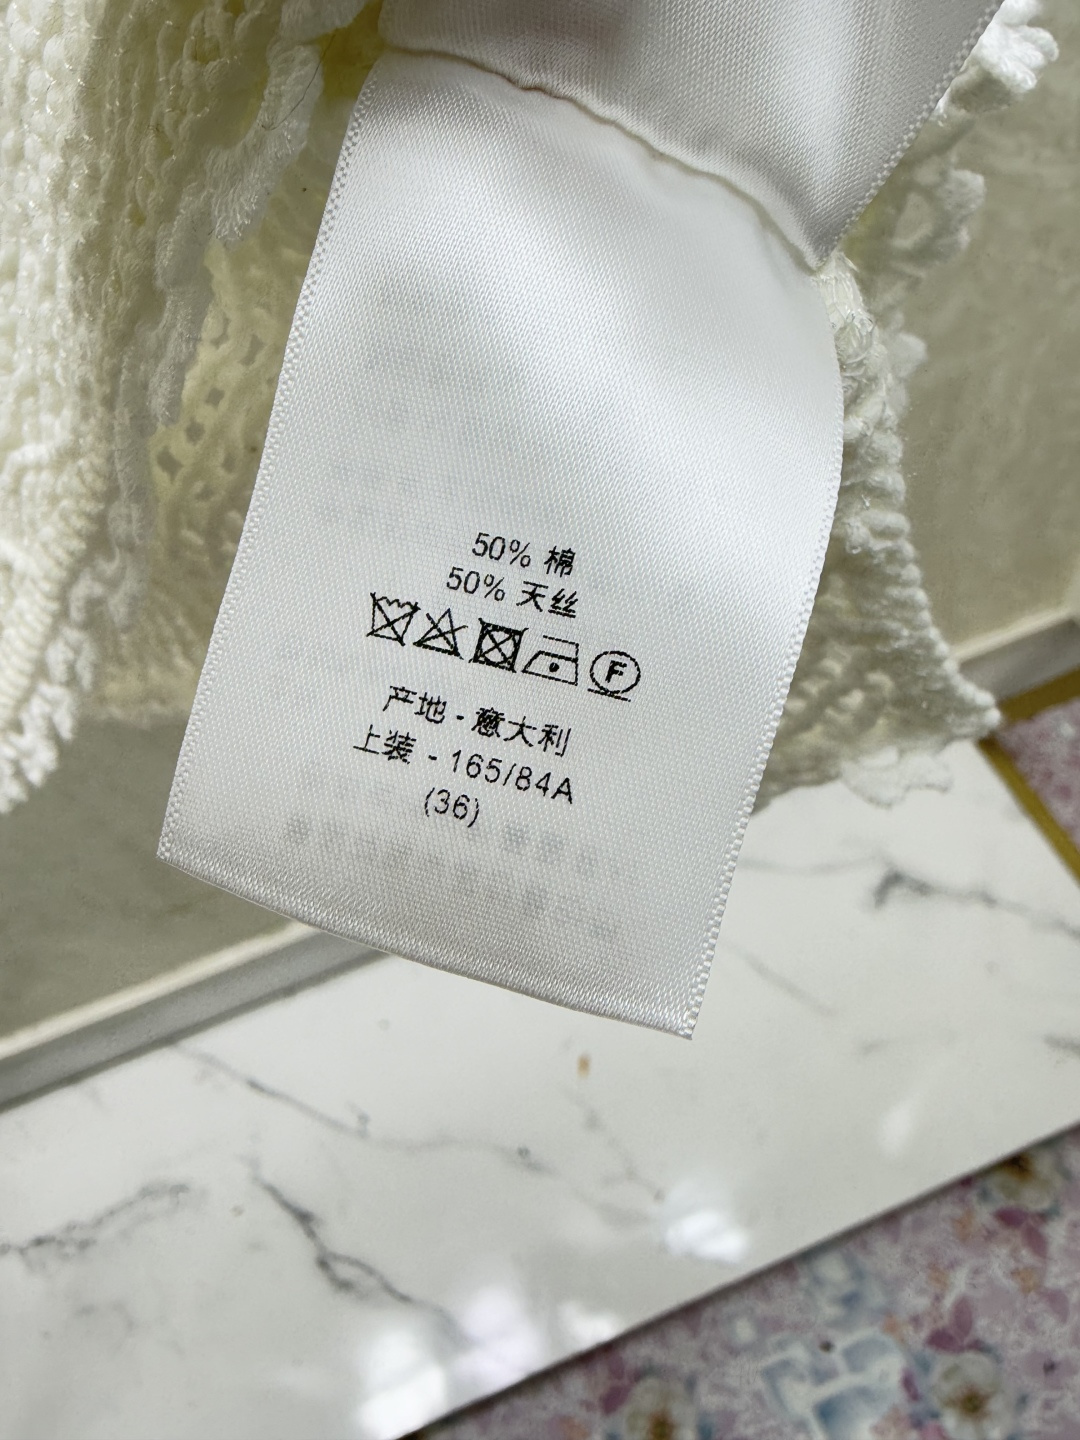 50% 棉
50% 天丝
F
产地 - 意大利
上装 - 165/84A
(36)